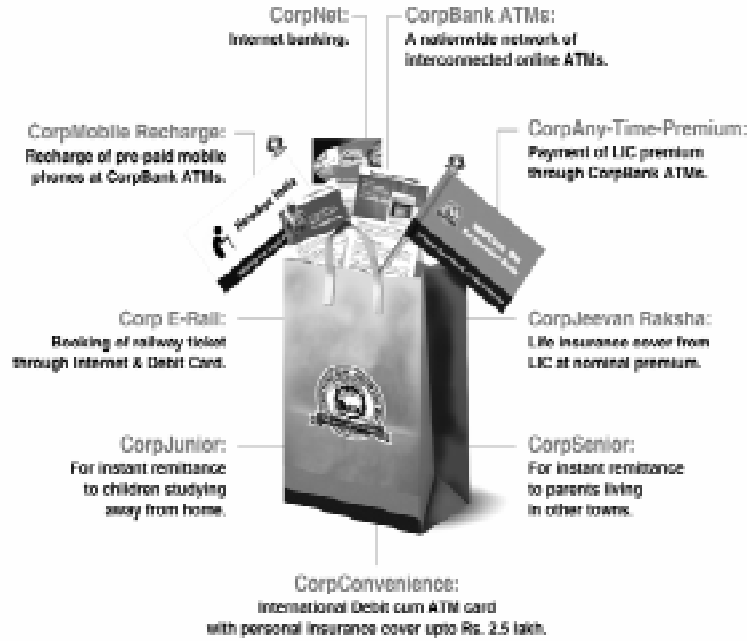 CorpNet:
Internet banking.
CorpBank ATMs:
A nationwide network of
interconnected online ATMs.
CorpMobile Recharge:
Recharge of pre-paid mobile
phones at CorpBank ATMs.
CorpAny-Time-Premium:
Payment of LIC premium
through CorpBank ATMs.
Corp E-Rail:
Booking of railway ticket
through Internet & Debit Card.
CorpJeevan Raksha:
Life insurance cover from
LIC at nominal premium.
CorpJunior:
For instant remittance
to children studying
away from home.
CorpSenior:
For instant remittance
to parents living
in other towns.
CorpConvenience:
International Debit cum ATM card
with personal insurance cover upto Rs. 2.5 lakh.